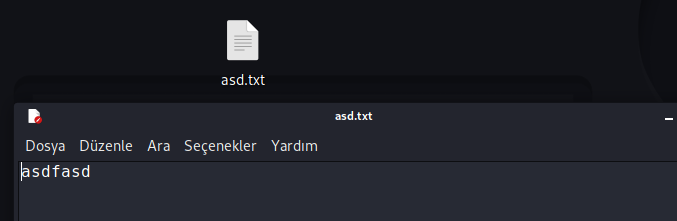 asd.txt
asd.txt
Dosya Düzenle Ara Seçenekler Yardım
asdfasd